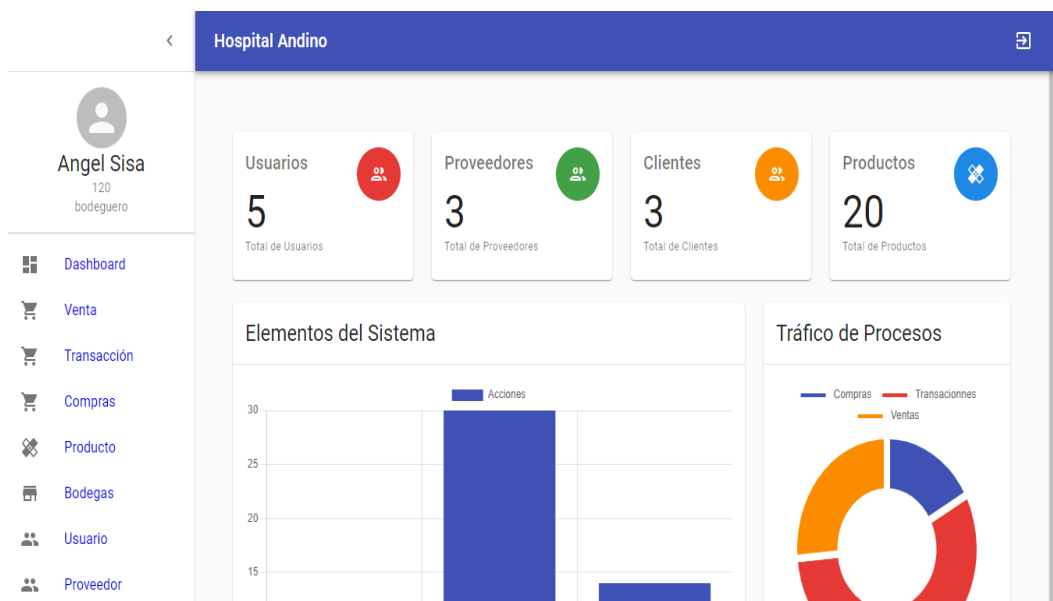 Hospital Andino
Angel Sisa
120
bodeguero
Dashboard
Venta
Transacción
Compras
Producto
Bodegas
Usuario
Proveedor
Usuarios
5
Total de Usuarios
Proveedores
3
Total de Proveedores
Clientes
3
Total de Clientes
Productos
20
Total de Productos
Elementos del Sistema
Acciones
30
25
20
15
Tráfico de Procesos
Compras Transacionnes
Ventas